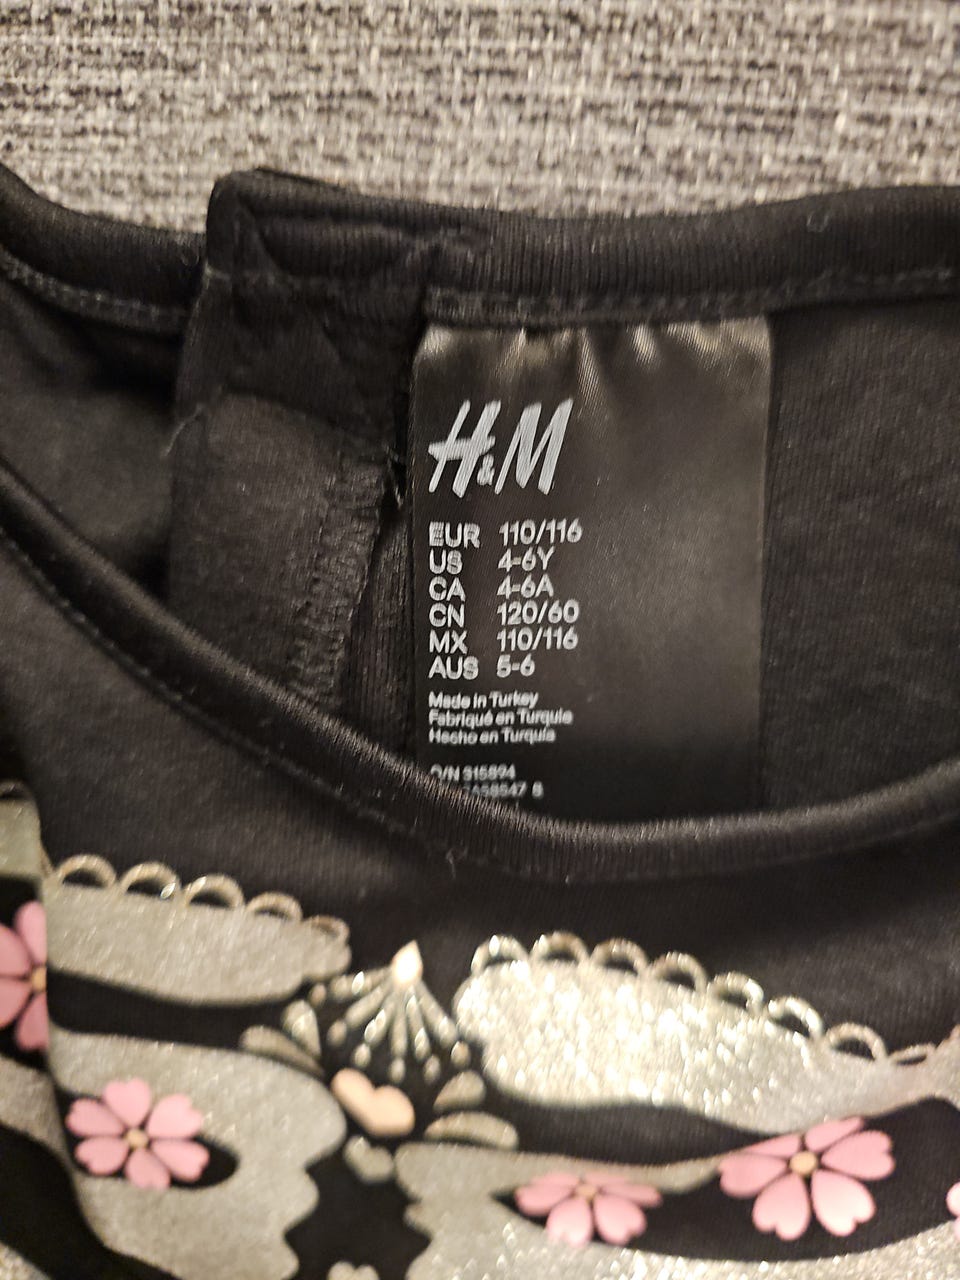 H&M
EUR 110/116
US 4-6Y
CA 4-6A
CN 120/60
MX 110/116
AUS 5-6
Made in Turkey
Fabriqué en Turquie
Hecho en Turquía
O/N 315894